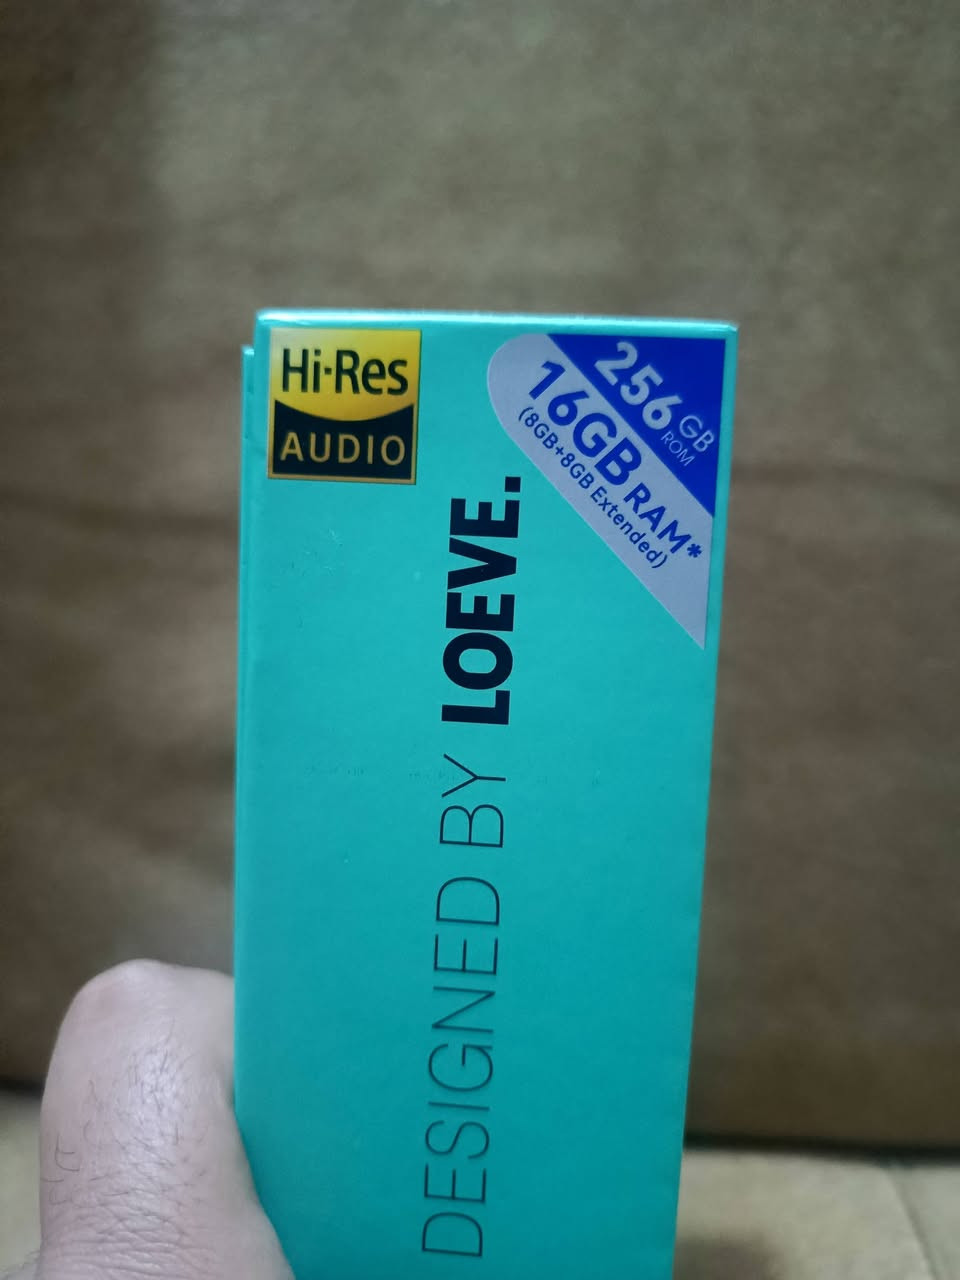 Hi-Res
AUDIO
256GB
ROM
16GB RAM*
(8GB+8GB Extended)
DESIGNED BY LOEVE.